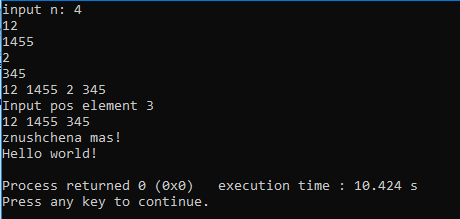 input n: 4
12
1455
2
345
12 1455 2 345
Input pos element 3
12 1455 345
znushchena mas!
Hello world!
Process returned 0 (0x0)   execution time : 10.424 s
Press any key to continue.